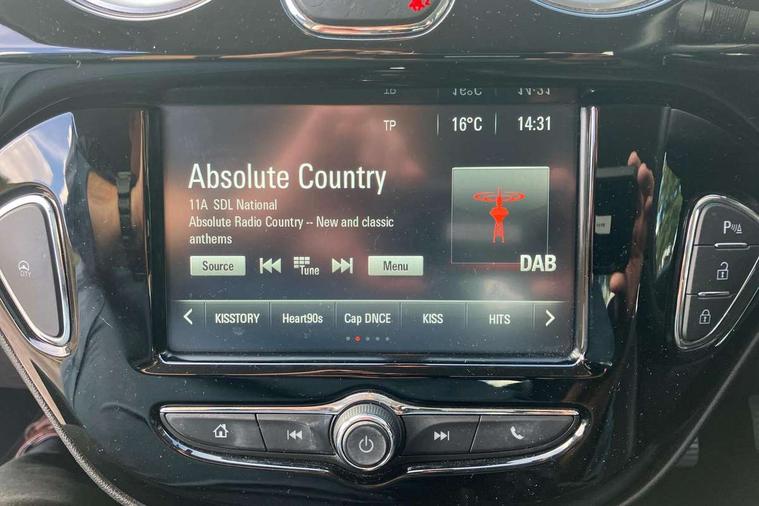 TP 16°C 14:31
Absolute Country
11A SDL National
Absolute Radio Country -- New and classic
anthems
Source Tune Menu
DAB
KISSTORY Heart90s Cap DNCE KISS HITS
CITY
P